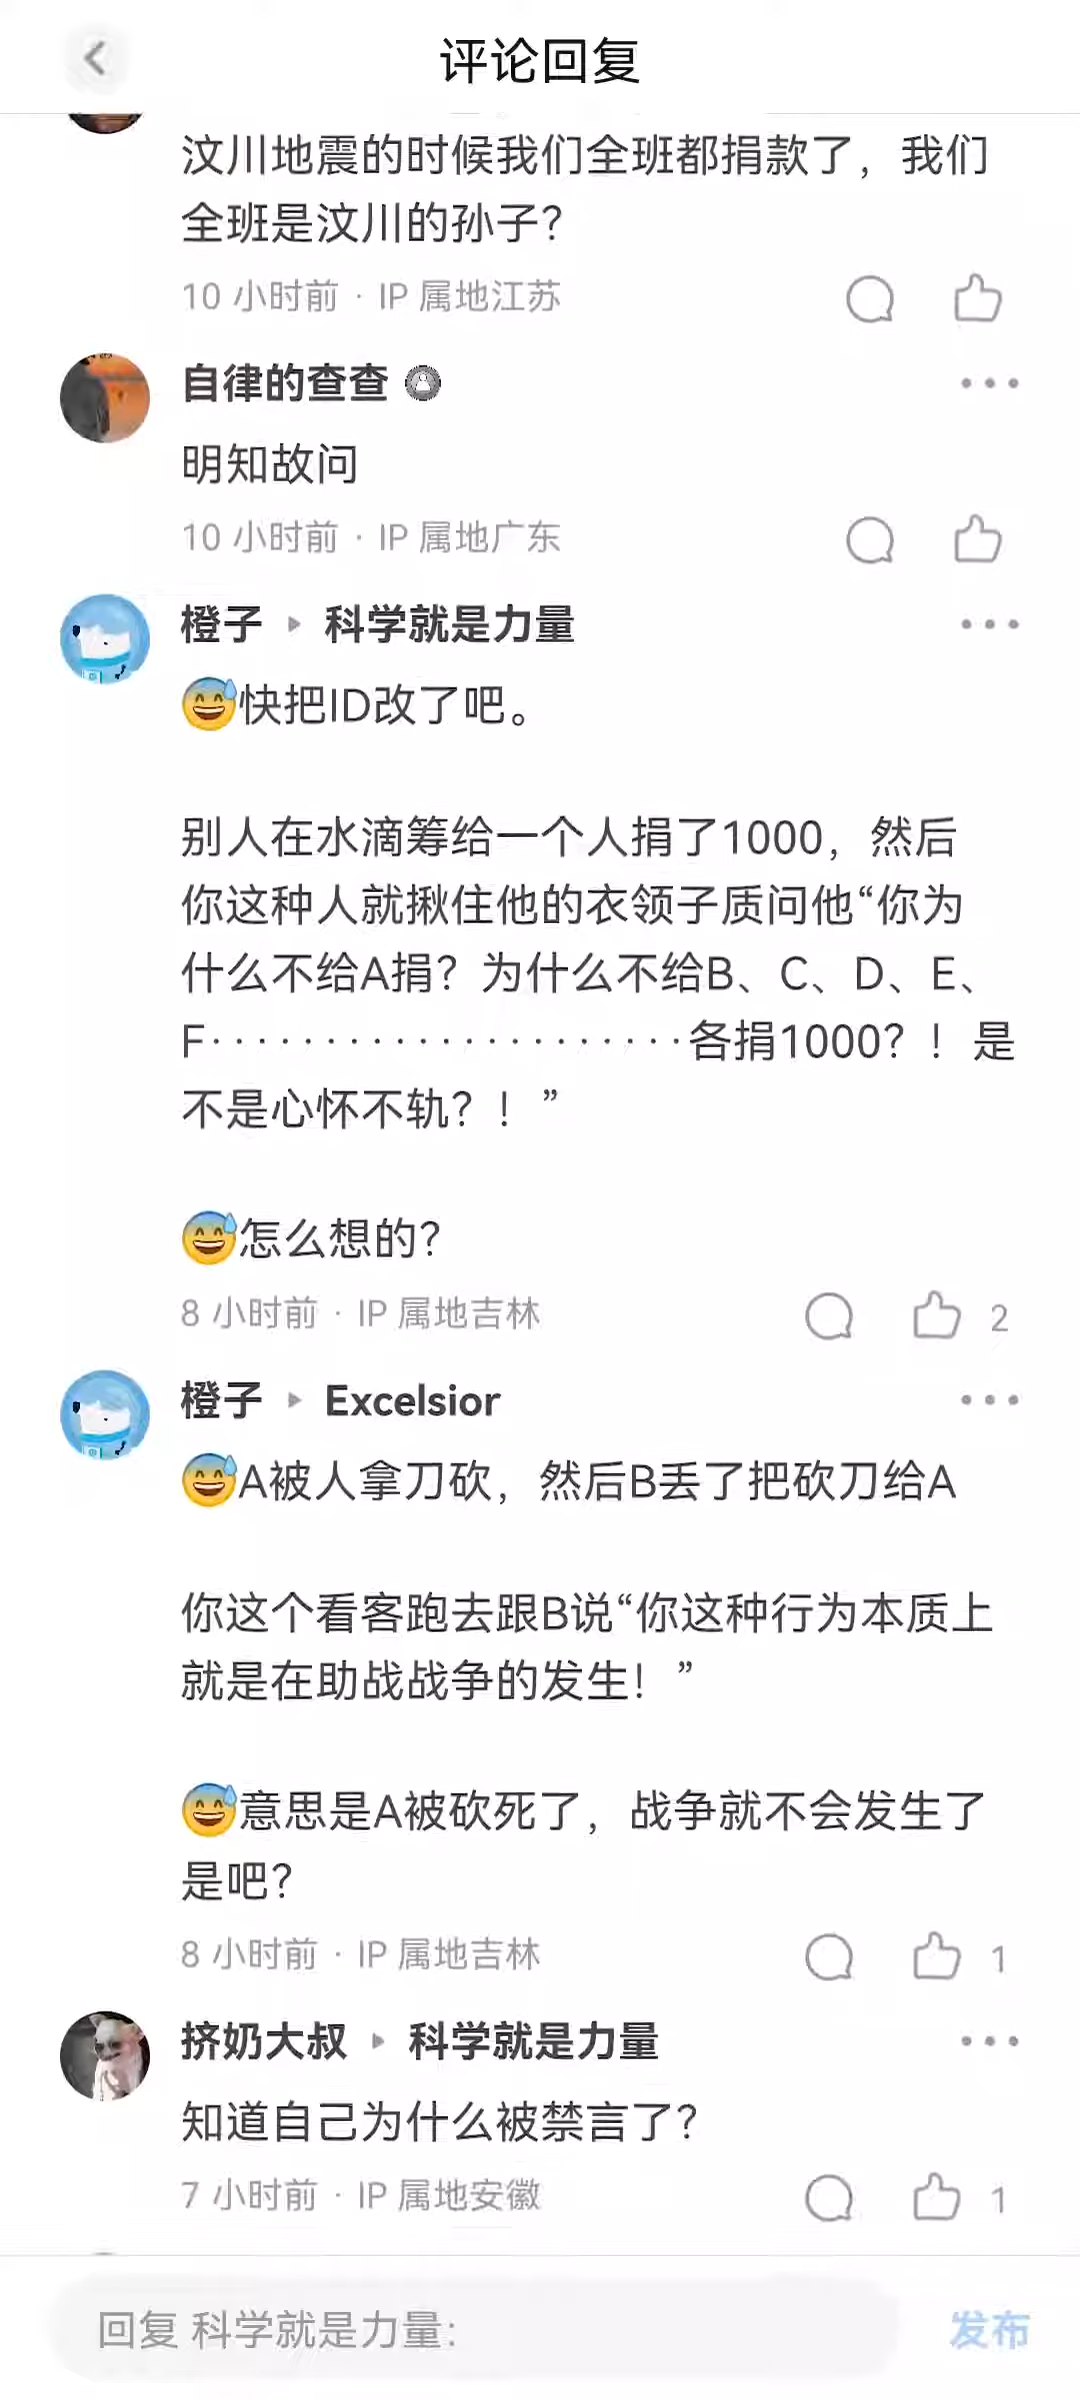 评论回复
汶川地震的时候我们全班都捐款了，我们
全班是汶川的孙子？
10 小时前 · IP 属地江苏
自律的查查
明知故问
10 小时前 · IP 属地广东
橙子 ▸ 科学就是力量
😅快把ID改了吧。
别人在水滴筹给一个人捐了1000，然后
你这种人就揪住他的衣领子质问他“你为
什么不给A捐？为什么不给B、C、D、E、
F·····················各捐1000？！是
不是心怀不轨？！”
😅怎么想的？
8 小时前 · IP 属地吉林 2
橙子 ▸ Excelsior
😅A被人拿刀砍，然后B丢了把砍刀给A
你这个看客跑去跟B说“你这种行为本质上
就是在助战战争的发生！”
😅意思是A被砍死了，战争就不会发生了
是吧？
8 小时前 · IP 属地吉林 1
挤奶大叔 ▸ 科学就是力量
知道自己为什么被禁言了？
7 小时前 · IP 属地安徽 1
回复 科学就是力量: 发布